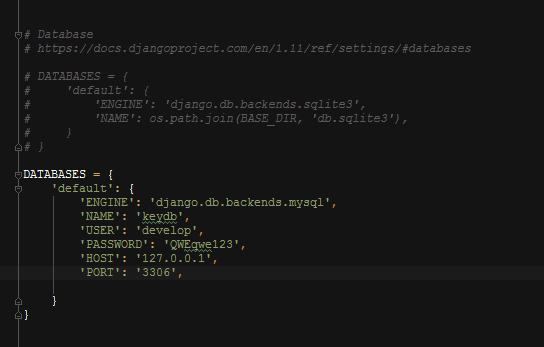 # Database
# https://docs.djangoproject.com/en/1.11/ref/settings/#databases
# DATABASES = {
#     'default': {
#         'ENGINE': 'django.db.backends.sqlite3',
#         'NAME': os.path.join(BASE_DIR, 'db.sqlite3'),
#     }
# }
DATABASES = {
    'default': {
        'ENGINE': 'django.db.backends.mysql',
        'NAME': 'keydb',
        'USER': 'develop',
        'PASSWORD': 'QWEqwe123',
        'HOST': '127.0.0.1',
        'PORT': '3306',
    }
}